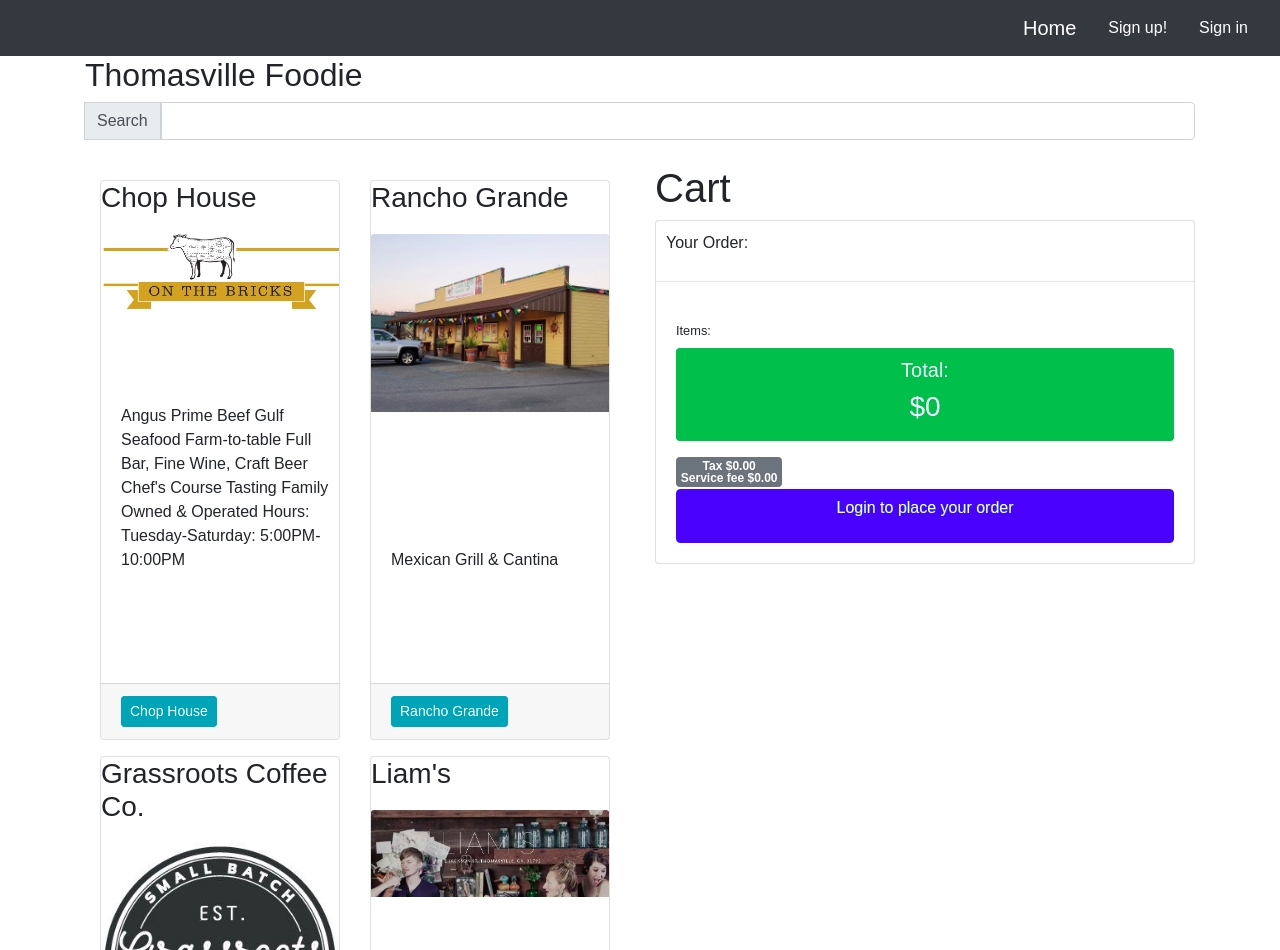 Home Sign up! Sign in
Thomasville Foodie
Search
Chop House
ON THE BRICKS
Angus Prime Beef Gulf
Seafood Farm-to-table Full
Bar, Fine Wine, Craft Beer
Chef's Course Tasting Family
Owned & Operated Hours:
Tuesday-Saturday: 5:00PM-
10:00PM
Chop House
Rancho Grande
Mexican Grill & Cantina
Rancho Grande
Grassroots Coffee
Co.
SMALL BATCH
EST.
Grassroots
Liam's
LIAM'S
Cart
Your Order:
Items:
Total:
$0
Tax $0.00
Service fee $0.00
Login to place your order